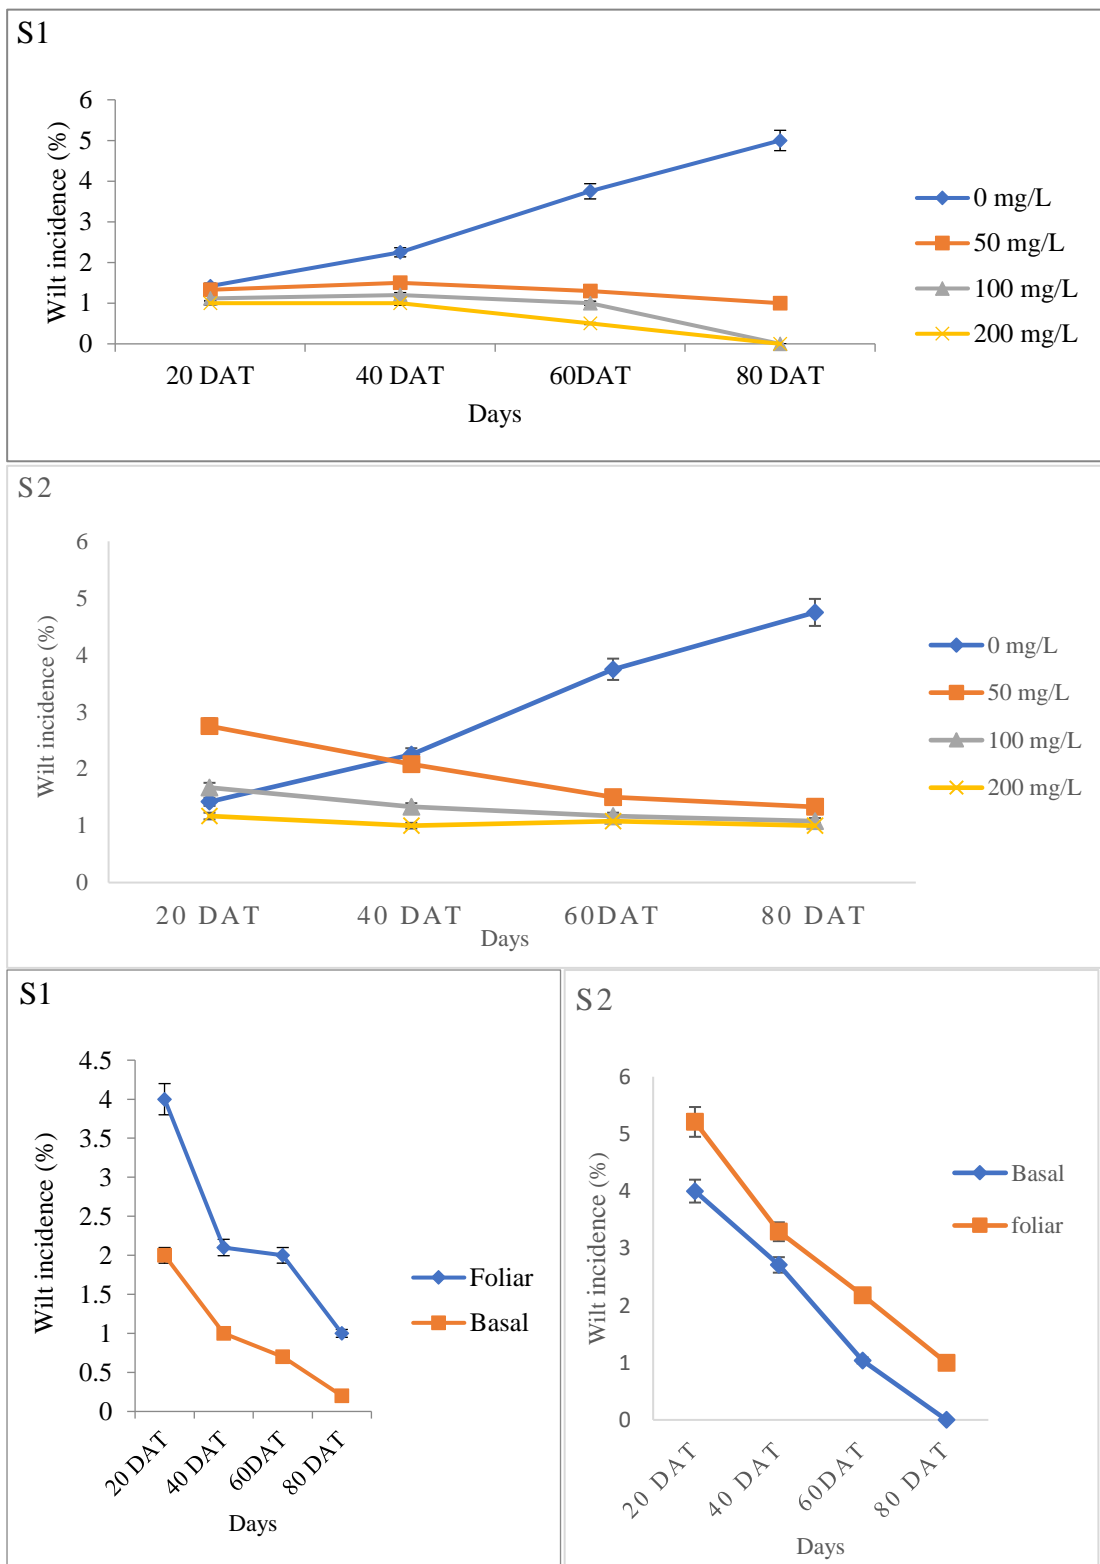 S1
Wilt incidence (%)
6
5
4
3
2
1
0
20 DAT 40 DAT 60DAT 80 DAT
Days
0 mg/L
50 mg/L
100 mg/L
200 mg/L
S2
Wilt incidence (%)
6
5
4
3
2
1
0
20 DAT 40 DAT 60DAT 80 DAT
Days
0 mg/L
50 mg/L
100 mg/L
200 mg/L
S1
Wilt incidence (%)
4.5
4
3.5
3
2.5
2
1.5
1
0.5
0
20 DAT 40 DAT 60DAT 80 DAT
Days
Foliar
Basal
S2
Wilt incidence (%)
6
5
4
3
2
1
0
20 DAT 40 DAT 60DAT 80 DAT
Days
Basal
foliar